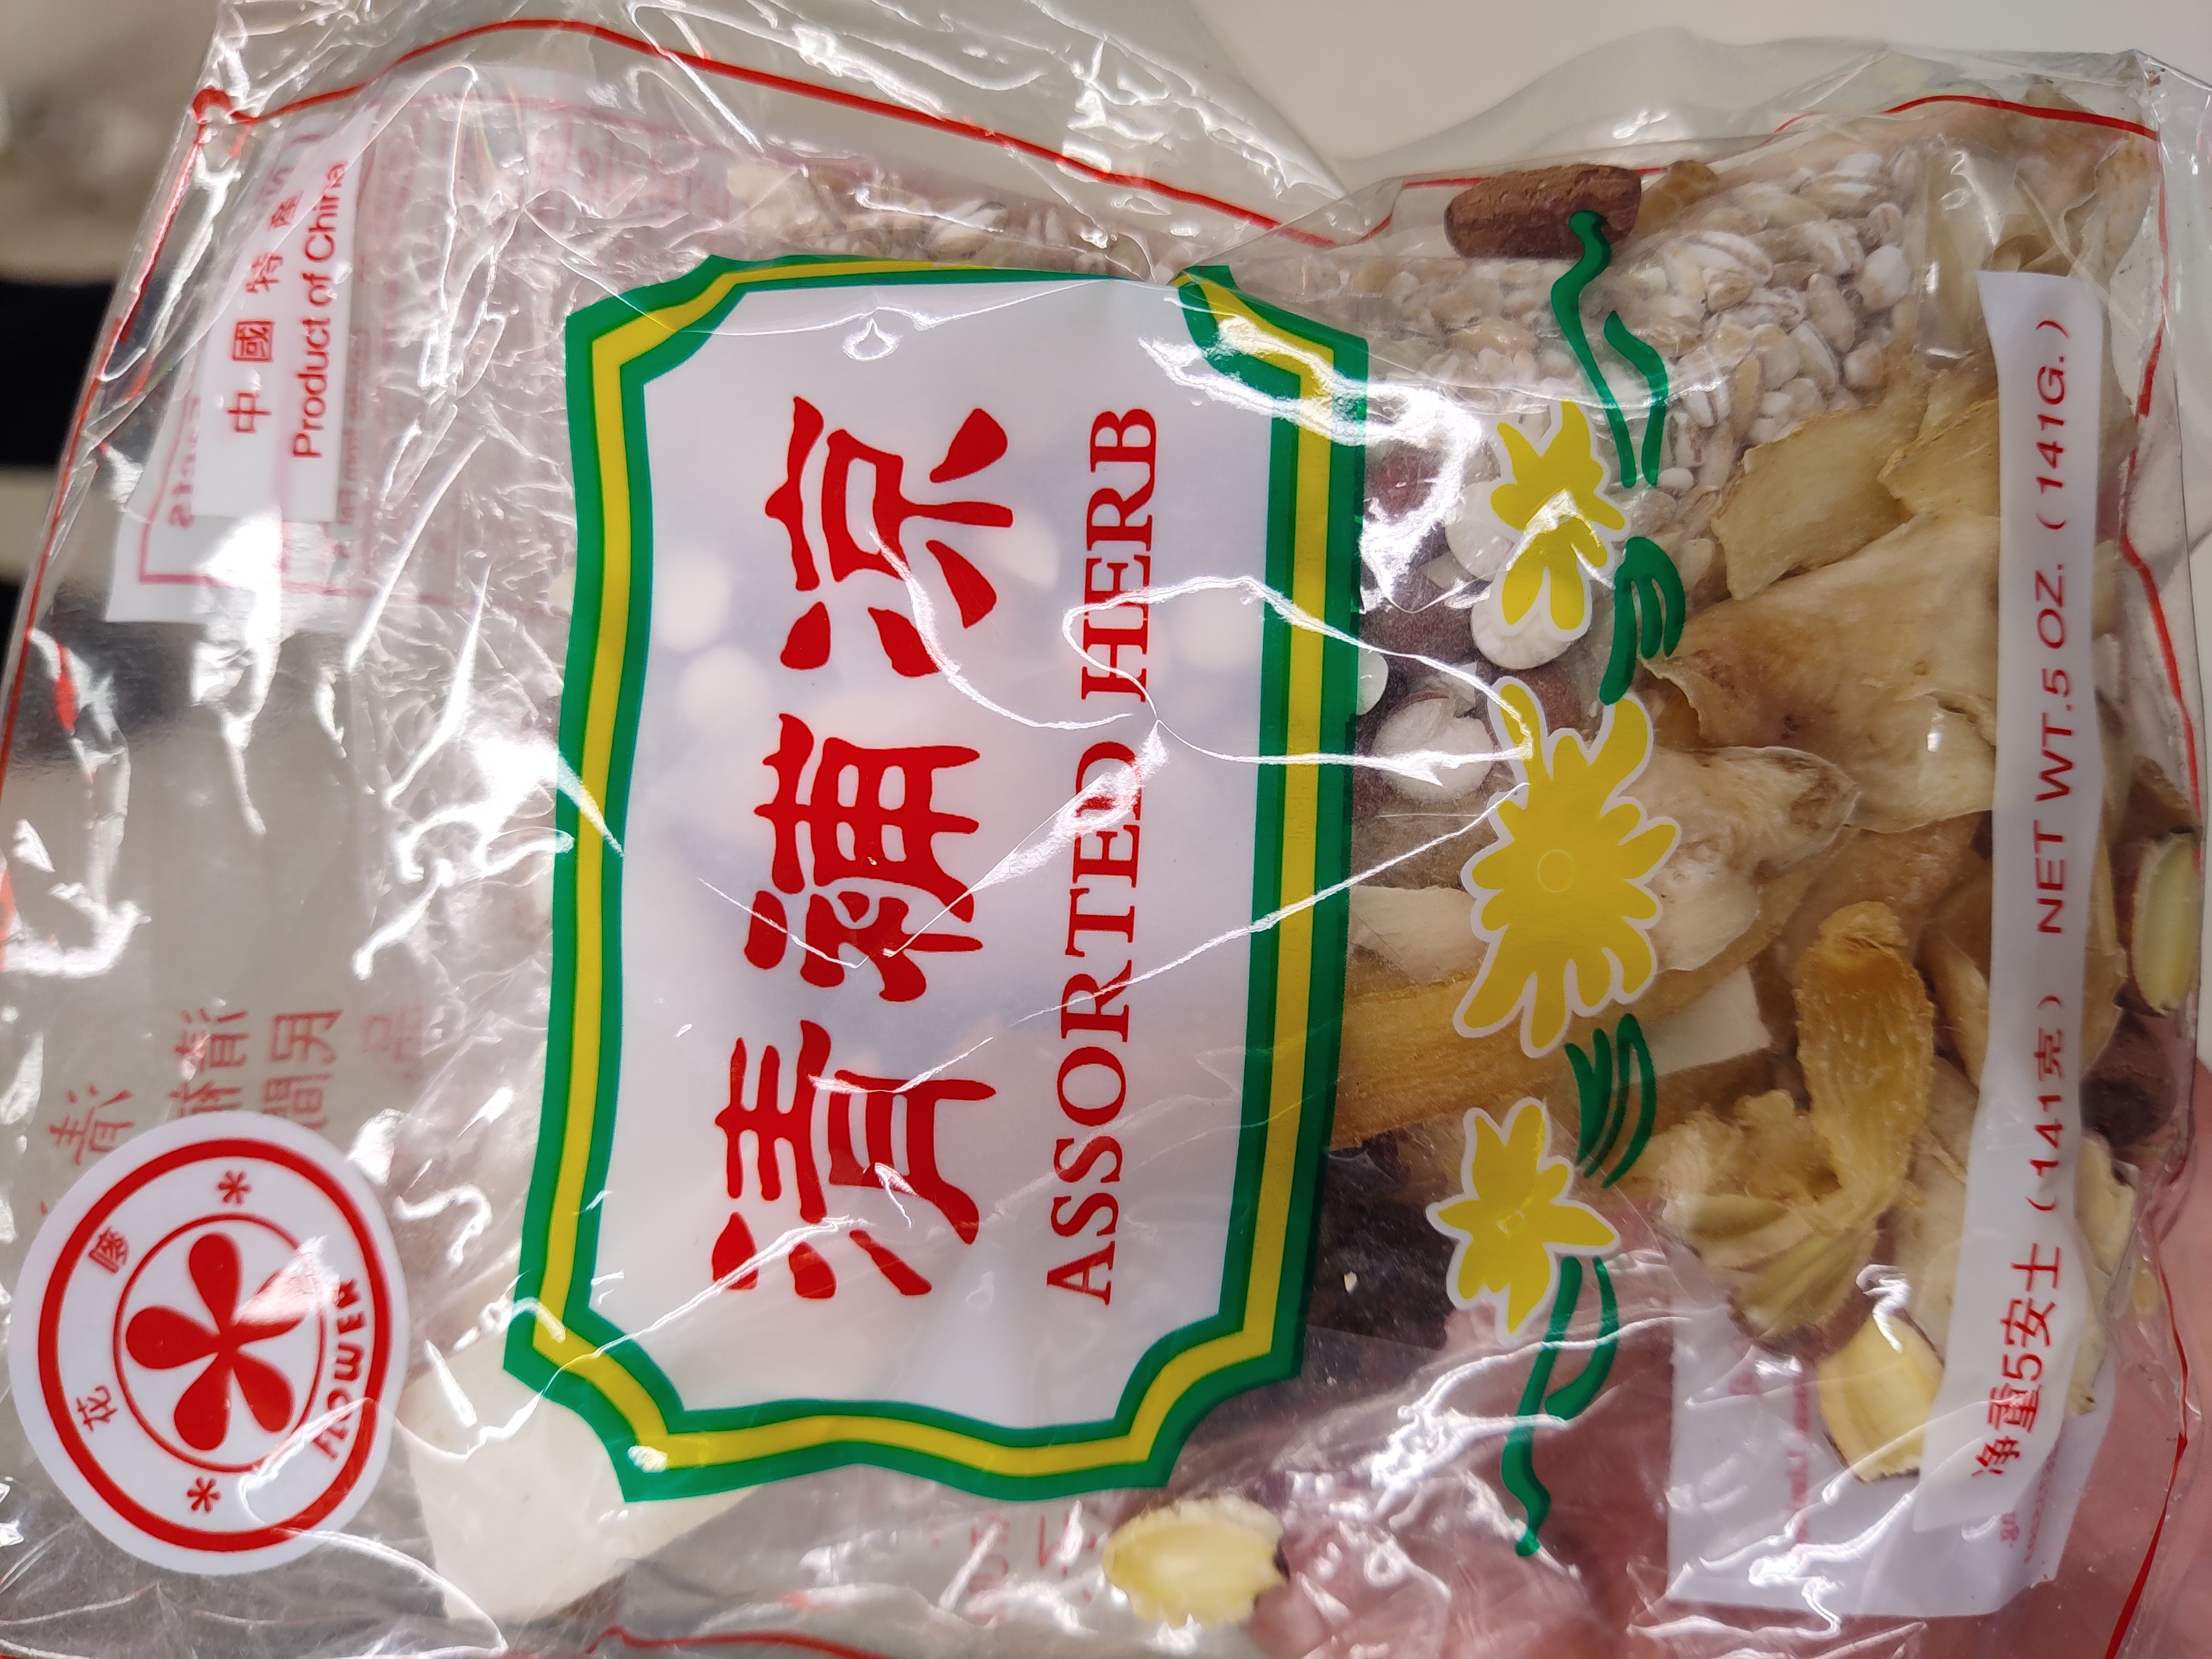 花 嘜
FLOWER
中國特產
Product of China
清補凉
ASSORTED HERB
净重5安士（141克） NET WT.5 OZ.（141G.）